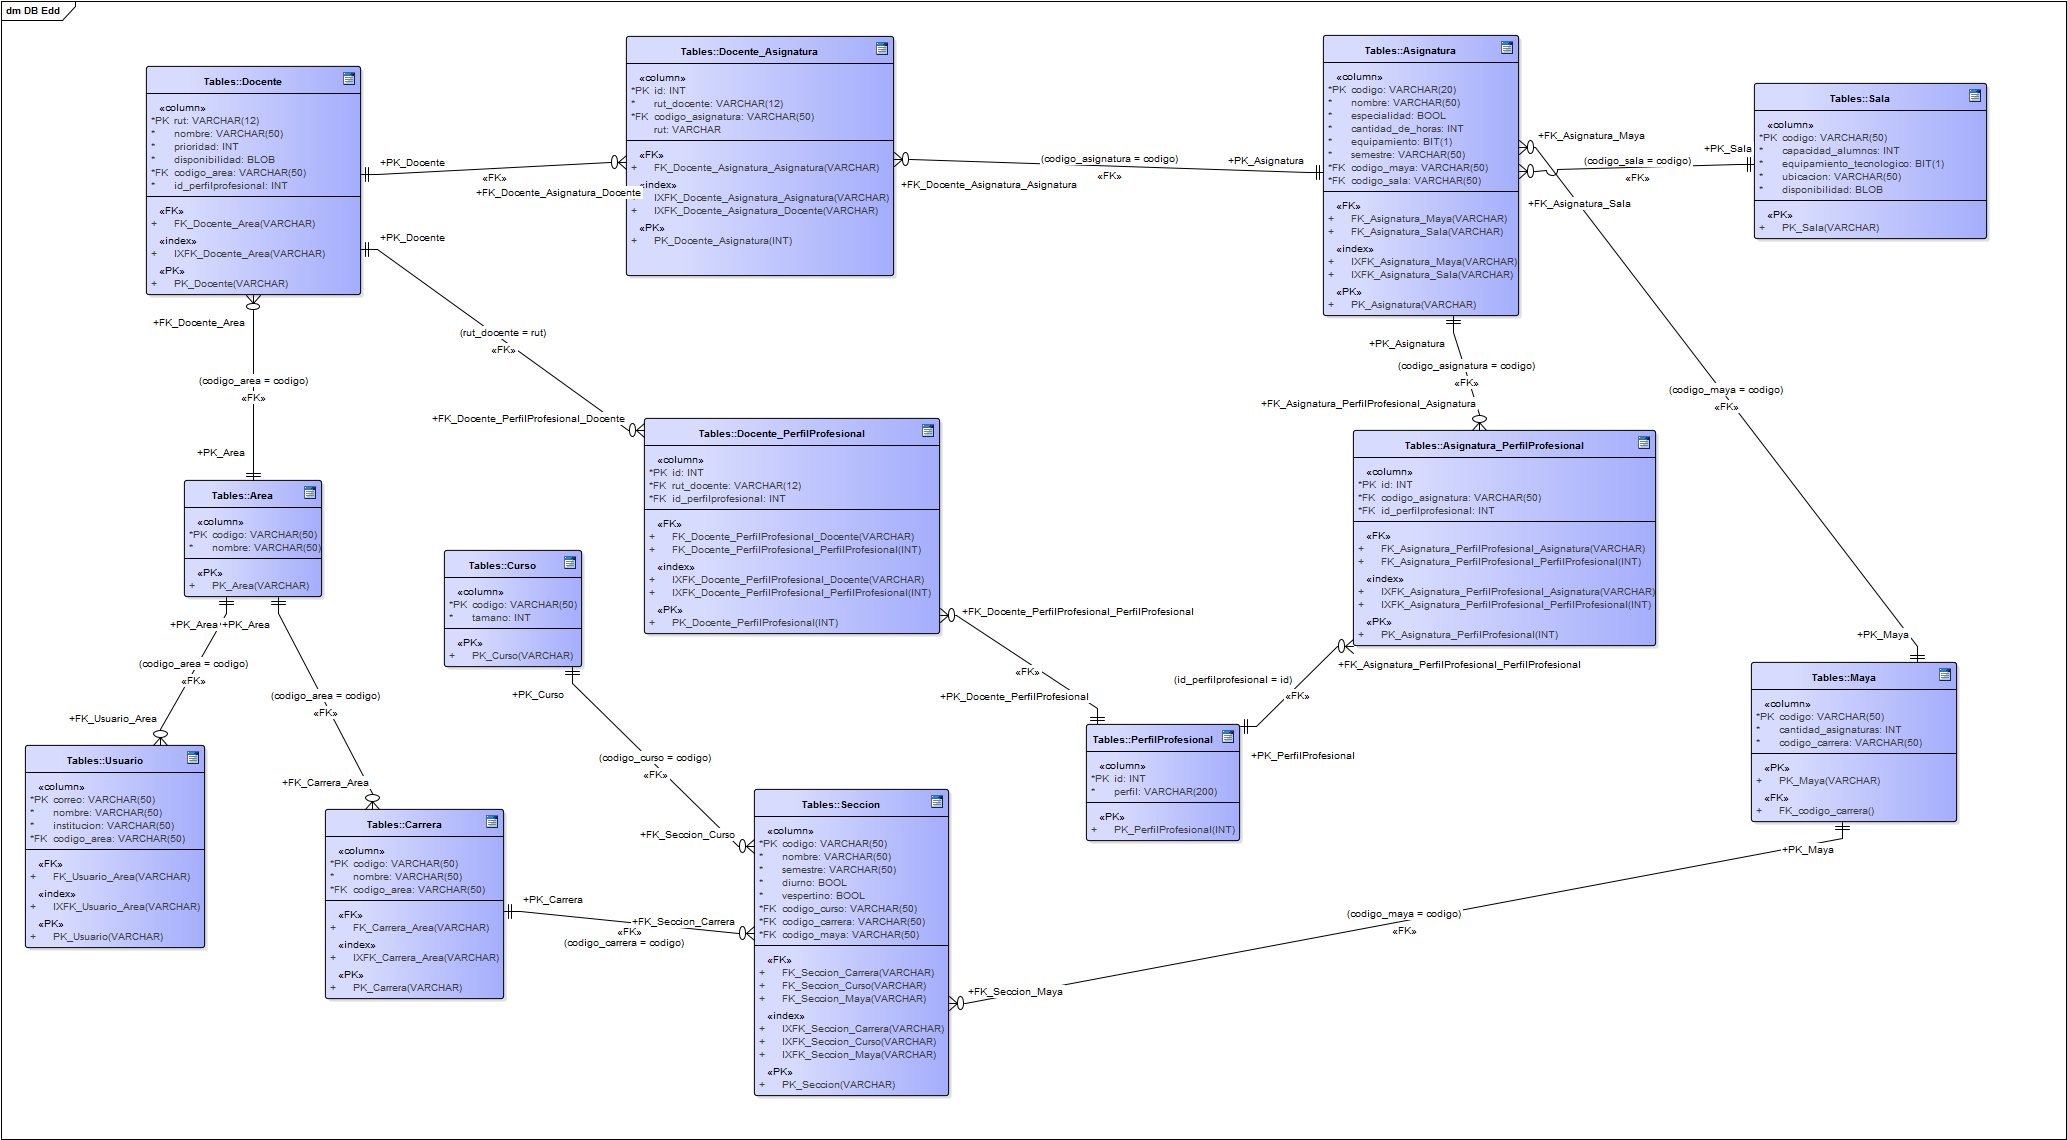 dm DB Edd
Tables::Docente
«column»
*PK rut: VARCHAR(12)
* nombre: VARCHAR(50)
* prioridad: INT
* disponibilidad: BLOB
*FK codigo_area: VARCHAR(50)
* id_perfilprofesional: INT
«FK»
+ FK_Docente_Area(VARCHAR)
«index»
+ IXFK_Docente_Area(VARCHAR)
«PK»
+ PK_Docente(VARCHAR)
Tables::Docente_Asignatura
«column»
*PK id: INT
* rut_docente: VARCHAR(12)
*FK codigo_asignatura: VARCHAR(50)
rut: VARCHAR
«FK»
+ FK_Docente_Asignatura_Asignatura(VARCHAR)
«index»
IXFK_Docente_Asignatura_Asignatura(VARCHAR)
+ IXFK_Docente_Asignatura_Docente(VARCHAR)
«PK»
+ PK_Docente_Asignatura(INT)
Tables::Asignatura
«column»
*PK codigo: VARCHAR(20)
* nombre: VARCHAR(50)
* especialidad: BOOL
* cantidad_de_horas: INT
* equipamiento: BIT(1)
* semestre: VARCHAR(50)
*FK codigo_maya: VARCHAR(50)
*FK codigo_sala: VARCHAR(50)
«FK»
+ FK_Asignatura_Maya(VARCHAR)
+ FK_Asignatura_Sala(VARCHAR)
«index»
+ IXFK_Asignatura_Maya(VARCHAR)
+ IXFK_Asignatura_Sala(VARCHAR)
«PK»
+ PK_Asignatura(VARCHAR)
Tables::Sala
«column»
*PK codigo: VARCHAR(50)
* capacidad_alumnos: INT
* equipamiento_tecnologico: BIT(1)
* ubicacion: VARCHAR(50)
* disponibilidad: BLOB
«PK»
+ PK_Sala(VARCHAR)
+PK_Docente
«FK»
+FK_Docente_Asignatura_Docente
+FK_Docente_Asignatura_Asignatura
(codigo_asignatura = codigo)
«FK»
+PK_Asignatura
+FK_Asignatura_Maya
+PK_Sala
(codigo_sala = codigo)
«FK»
+FK_Asignatura_Sala
+PK_Docente
(rut_docente = rut)
«FK»
+FK_Docente_PerfilProfesional_Docente
+FK_Docente_Area
(codigo_area = codigo)
«FK»
+PK_Area
+PK_Asignatura
(codigo_asignatura = codigo)
«FK»
+FK_Asignatura_PerfilProfesional_Asignatura
(codigo_maya = codigo)
«FK»
+PK_Maya
Tables::Area
«column»
*PK codigo: VARCHAR(50)
* nombre: VARCHAR(50)
«PK»
+ PK_Area(VARCHAR)
Tables::Docente_PerfilProfesional
«column»
*PK id: INT
*FK rut_docente: VARCHAR(12)
*FK id_perfilprofesional: INT
«FK»
+ FK_Docente_PerfilProfesional_Docente(VARCHAR)
+ FK_Docente_PerfilProfesional_PerfilProfesional(INT)
«index»
+ IXFK_Docente_PerfilProfesional_Docente(VARCHAR)
+ IXFK_Docente_PerfilProfesional_PerfilProfesional(INT)
«PK»
+ PK_Docente_PerfilProfesional(INT)
Tables::Asignatura_PerfilProfesional
«column»
*PK id: INT
*FK codigo_asignatura: VARCHAR(50)
*FK id_perfilprofesional: INT
«FK»
+ FK_Asignatura_PerfilProfesional_Asignatura(VARCHAR)
+ FK_Asignatura_PerfilProfesional_PerfilProfesional(INT)
«index»
+ IXFK_Asignatura_PerfilProfesional_Asignatura(VARCHAR)
+ IXFK_Asignatura_PerfilProfesional_PerfilProfesional(INT)
«PK»
+ PK_Asignatura_PerfilProfesional(INT)
Tables::Curso
«column»
*PK codigo: VARCHAR(50)
* tamano: INT
«PK»
+ PK_Curso(VARCHAR)
+PK_Area
+PK_Area
(codigo_area = codigo)
«FK»
+FK_Usuario_Area
(codigo_area = codigo)
«FK»
+FK_Carrera_Area
+PK_Curso
(codigo_curso = codigo)
«FK»
+FK_Seccion_Curso
+FK_Docente_PerfilProfesional_PerfilProfesional
«FK»
+PK_Docente_PerfilProfesional
+FK_Asignatura_PerfilProfesional_PerfilProfesional
(id_perfilprofesional = id)
«FK»
+PK_PerfilProfesional
Tables::PerfilProfesional
«column»
*PK id: INT
* perfil: VARCHAR(200)
«PK»
+ PK_PerfilProfesional(INT)
Tables::Maya
«column»
*PK codigo: VARCHAR(50)
* cantidad_asignaturas: INT
* codigo_carrera: VARCHAR(50)
«PK»
+ PK_Maya(VARCHAR)
«FK»
+ FK_codigo_carrera()
Tables::Usuario
«column»
*PK correo: VARCHAR(50)
* nombre: VARCHAR(50)
* institucion: VARCHAR(50)
*FK codigo_area: VARCHAR(50)
«FK»
+ FK_Usuario_Area(VARCHAR)
«index»
+ IXFK_Usuario_Area(VARCHAR)
«PK»
+ PK_Usuario(VARCHAR)
Tables::Carrera
«column»
*PK codigo: VARCHAR(50)
* nombre: VARCHAR(50)
*FK codigo_area: VARCHAR(50)
«FK»
+ FK_Carrera_Area(VARCHAR)
«index»
+ IXFK_Carrera_Area(VARCHAR)
«PK»
+ PK_Carrera(VARCHAR)
+PK_Carrera
+FK_Seccion_Carrera
«FK»
(codigo_carrera = codigo)
Tables::Seccion
«column»
*PK codigo: VARCHAR(50)
* nombre: VARCHAR(50)
* semestre: VARCHAR(50)
* diurno: BOOL
* vespertino: BOOL
*FK codigo_curso: VARCHAR(50)
*FK codigo_carrera: VARCHAR(50)
*FK codigo_maya: VARCHAR(50)
«FK»
+ FK_Seccion_Carrera(VARCHAR)
+ FK_Seccion_Curso(VARCHAR)
+ FK_Seccion_Maya(VARCHAR)
«index»
+ IXFK_Seccion_Carrera(VARCHAR)
+ IXFK_Seccion_Curso(VARCHAR)
+ IXFK_Seccion_Maya(VARCHAR)
«PK»
+ PK_Seccion(VARCHAR)
+PK_Maya
(codigo_maya = codigo)
«FK»
+FK_Seccion_Maya